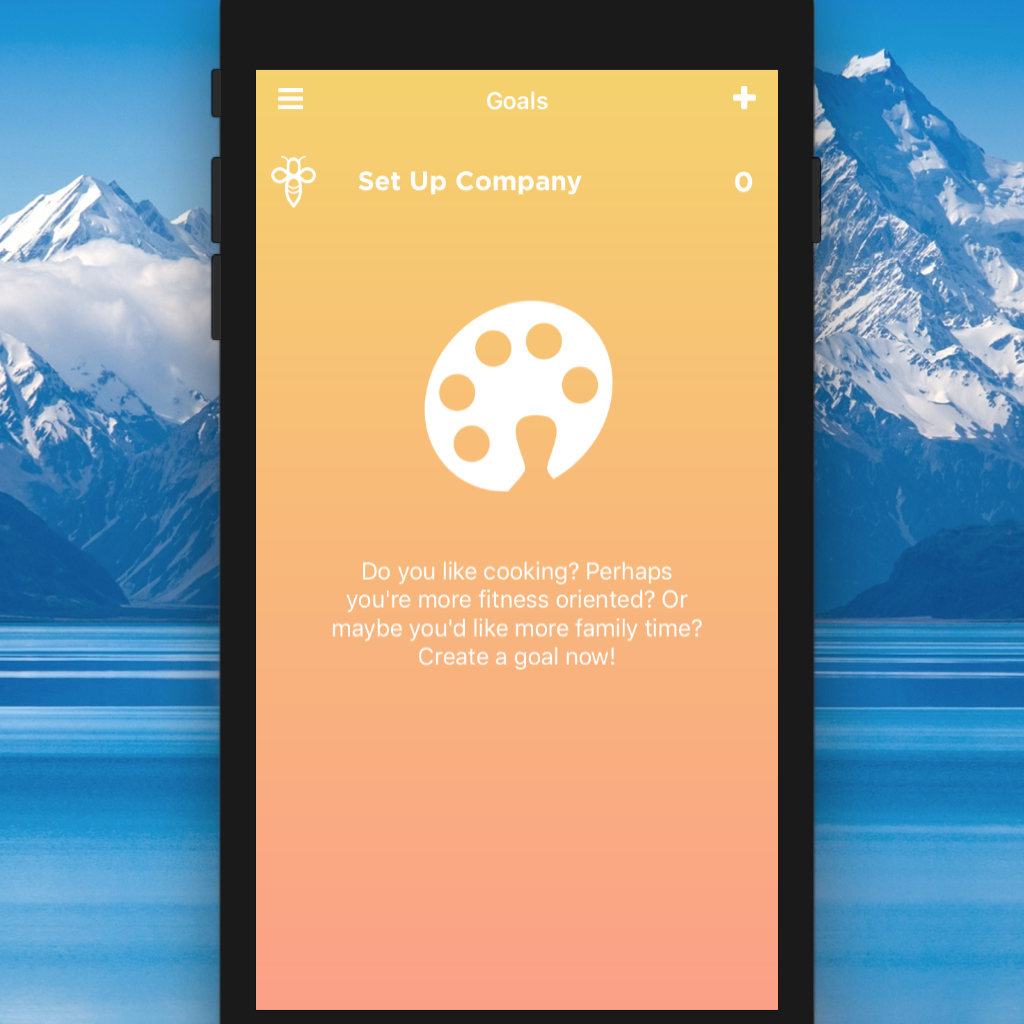 Goals
Set Up Company 0
Do you like cooking? Perhaps
you're more fitness oriented? Or
maybe you'd like more family time?
Create a goal now!